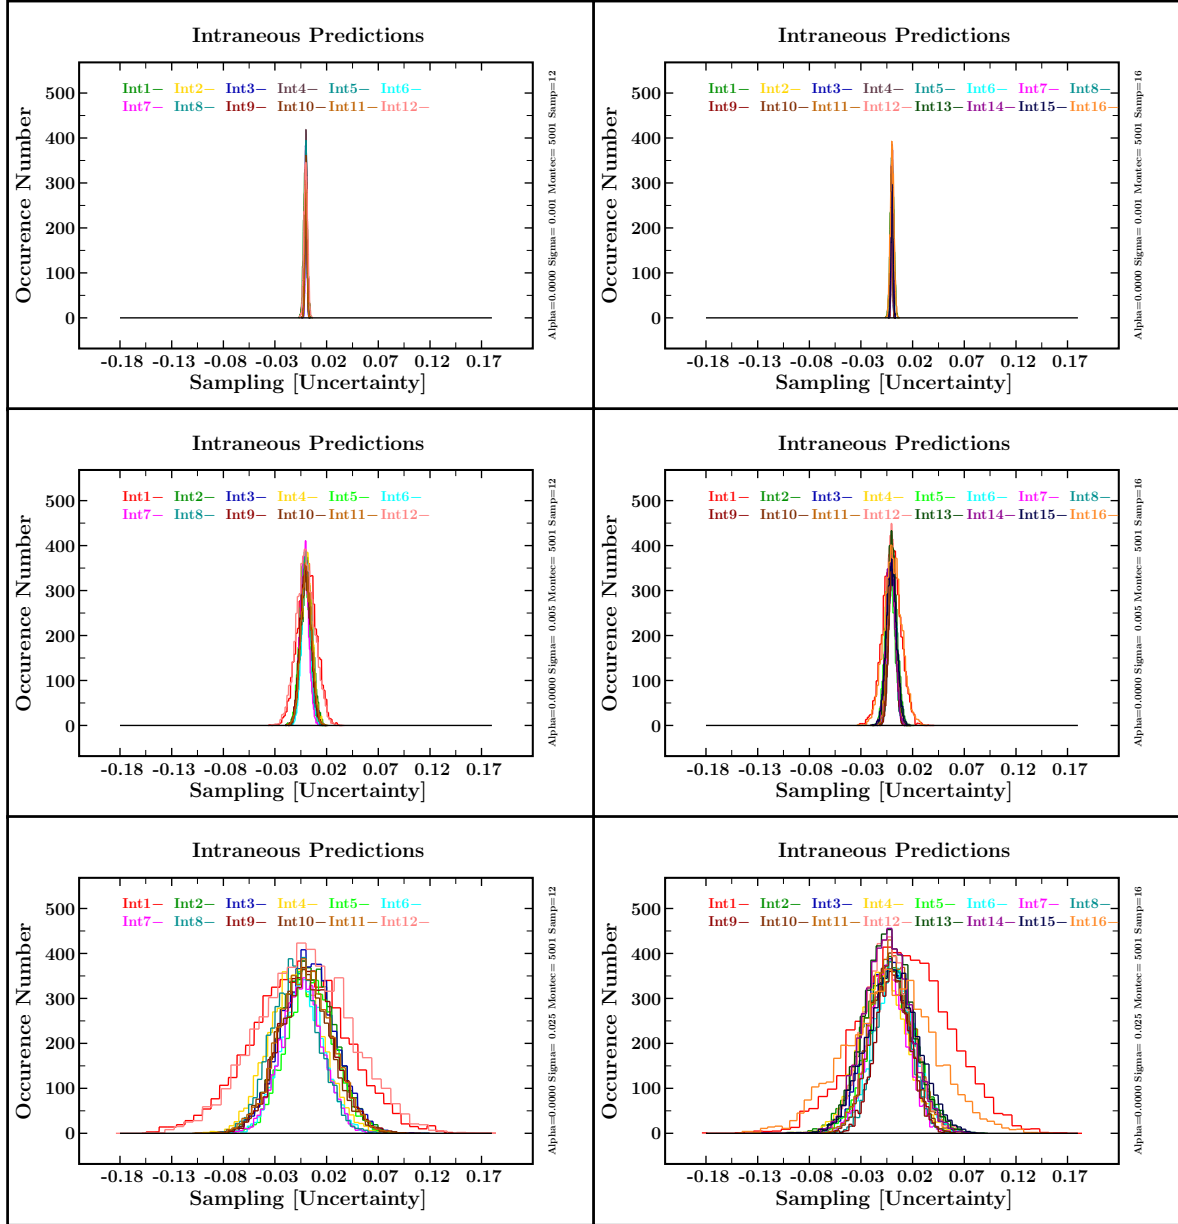 Intraneous Predictions
Int1 Int2 Int3 Int4 Int5 Int6
Int7 Int8 Int9 Int10 Int11 Int12
500
400
300
200
100
0
Occurence Number
-0.18 -0.13 -0.08 -0.03 0.02 0.07 0.12 0.17
Sampling [Uncertainty]
Alpha=0.0000 Sigma= 0.001 Montec= 5001 Samp=12
Intraneous Predictions
Int1 Int2 Int3 Int4 Int5 Int6 Int7 Int8
Int9 Int10 Int11 Int12 Int13 Int14 Int15 Int16
500
400
300
200
100
0
Occurence Number
-0.18 -0.13 -0.08 -0.03 0.02 0.07 0.12 0.17
Sampling [Uncertainty]
Alpha=0.0000 Sigma= 0.001 Montec= 5001 Samp=16
Intraneous Predictions
Int1 Int2 Int3 Int4 Int5 Int6
Int7 Int8 Int9 Int10 Int11 Int12
500
400
300
200
100
0
Occurence Number
-0.18 -0.13 -0.08 -0.03 0.02 0.07 0.12 0.17
Sampling [Uncertainty]
Alpha=0.0000 Sigma= 0.005 Montec= 5001 Samp=12
Intraneous Predictions
Int1 Int2 Int3 Int4 Int5 Int6 Int7 Int8
Int9 Int10 Int11 Int12 Int13 Int14 Int15 Int16
500
400
300
200
100
0
Occurence Number
-0.18 -0.13 -0.08 -0.03 0.02 0.07 0.12 0.17
Sampling [Uncertainty]
Alpha=0.0000 Sigma= 0.005 Montec= 5001 Samp=16
Intraneous Predictions
Int1 Int2 Int3 Int4 Int5 Int6
Int7 Int8 Int9 Int10 Int11 Int12
500
400
300
200
100
0
Occurence Number
-0.18 -0.13 -0.08 -0.03 0.02 0.07 0.12 0.17
Sampling [Uncertainty]
Alpha=0.0000 Sigma= 0.025 Montec= 5001 Samp=12
Intraneous Predictions
Int1 Int2 Int3 Int4 Int5 Int6 Int7 Int8
Int9 Int10 Int11 Int12 Int13 Int14 Int15 Int16
500
400
300
200
100
0
Occurence Number
-0.18 -0.13 -0.08 -0.03 0.02 0.07 0.12 0.17
Sampling [Uncertainty]
Alpha=0.0000 Sigma= 0.025 Montec= 5001 Samp=16